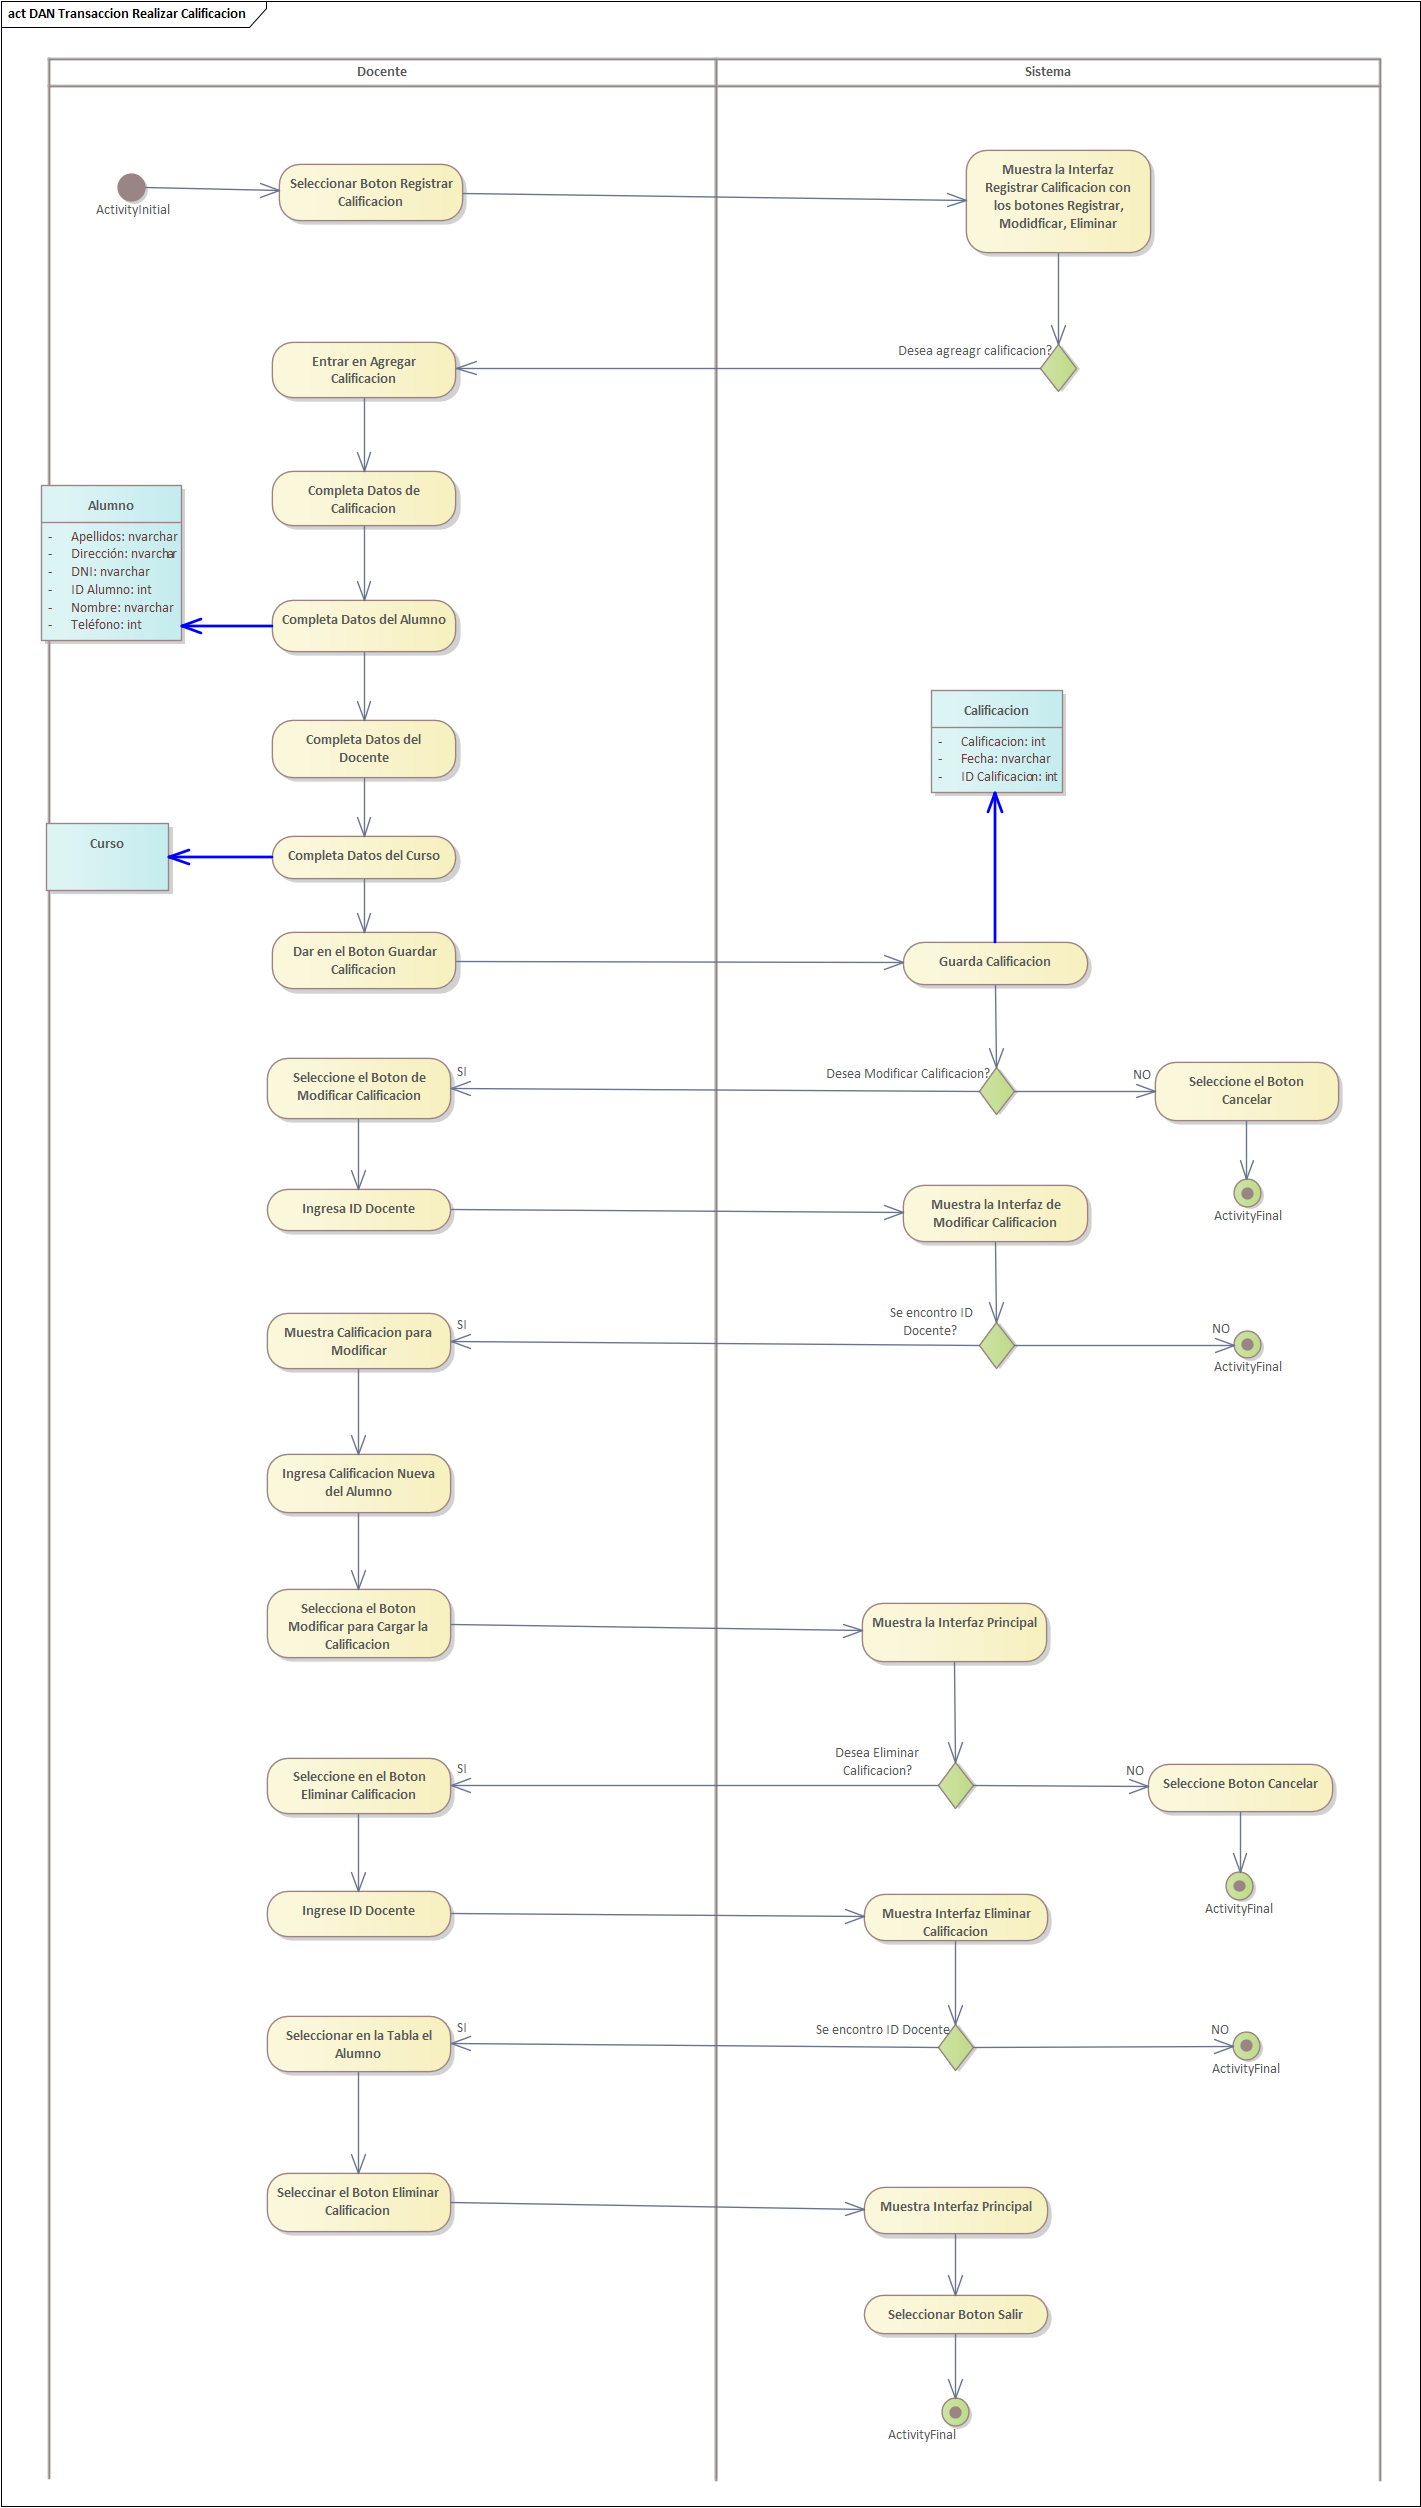 act DAN Transaccion Realizar Calificacion
Docente
Sistema
ActivityInitial
Seleccionar Boton Registrar
Calificacion
Muestra la Interfaz
Registrar Calificacion con
los botones Registrar,
Modidficar, Eliminar
Desea agreagr calificacion?
Entrar en Agregar
Calificacion
Completa Datos de
Calificacion
Alumno
- Apellidos: nvarchar
- Dirección: nvarchar
- DNI: nvarchar
- ID Alumno: int
- Nombre: nvarchar
- Teléfono: int
Completa Datos del Alumno
Completa Datos del
Docente
Calificacion
- Calificacion: int
- Fecha: nvarchar
- ID Calificacion: int
Curso
Completa Datos del Curso
Dar en el Boton Guardar
Calificacion
Guarda Calificacion
Seleccione el Boton de
Modificar Calificacion
SI
Desea Modificar Calificacion?
NO
Seleccione el Boton
Cancelar
ActivityFinal
Ingresa ID Docente
Muestra la Interfaz de
Modificar Calificacion
Muestra Calificacion para
Modificar
SI
Se encontro ID
Docente?
NO
ActivityFinal
Ingresa Calificacion Nueva
del Alumno
Selecciona el Boton
Modificar para Cargar la
Calificacion
Muestra la Interfaz Principal
Seleccione en el Boton
Eliminar Calificacion
SI
Desea Eliminar
Calificacion?
NO
Seleccione Boton Cancelar
ActivityFinal
Ingrese ID Docente
Muestra Interfaz Eliminar
Calificacion
Seleccionar en la Tabla el
Alumno
SI
Se encontro ID Docente
NO
ActivityFinal
Seleccinar el Boton Eliminar
Calificacion
Muestra Interfaz Principal
Seleccionar Boton Salir
ActivityFinal